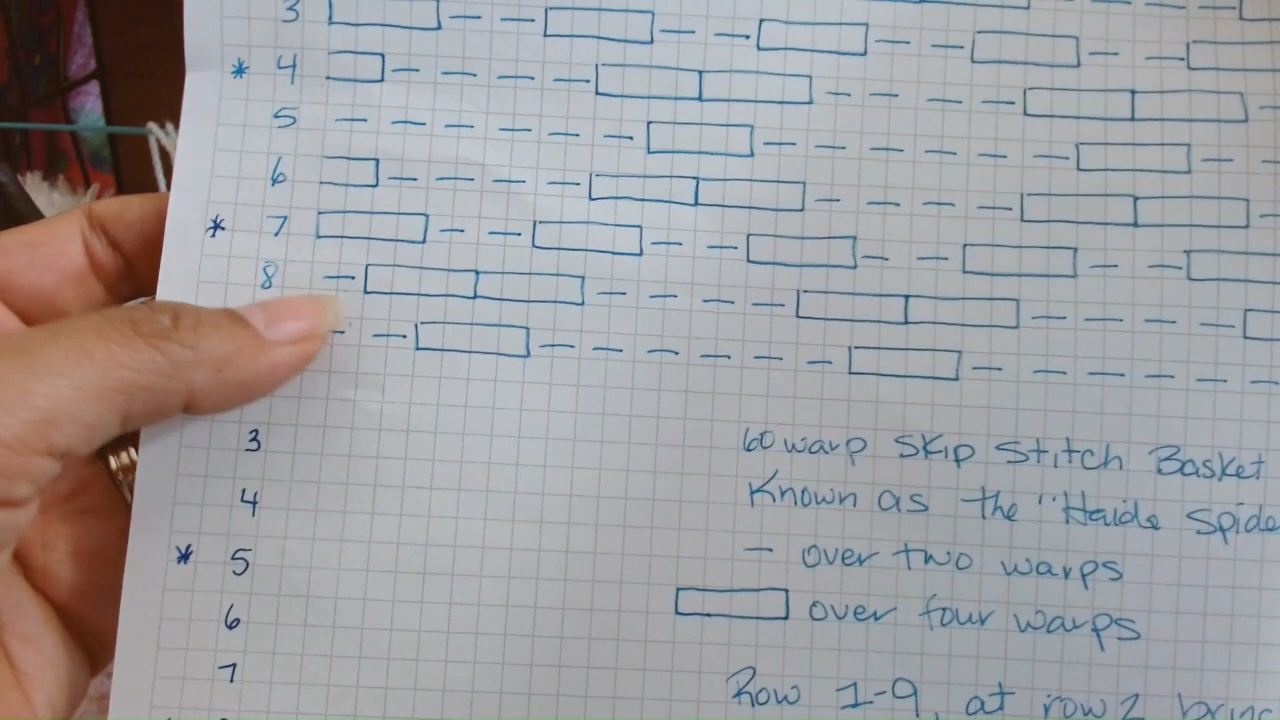 3
* 4
5
6
* 7
8
3
4
* 5
6
7
60 warp Skip Stitch Basket
Known as the "Haida Spide
— over two warps
over four warps
Row 1-9, at row 2 bring